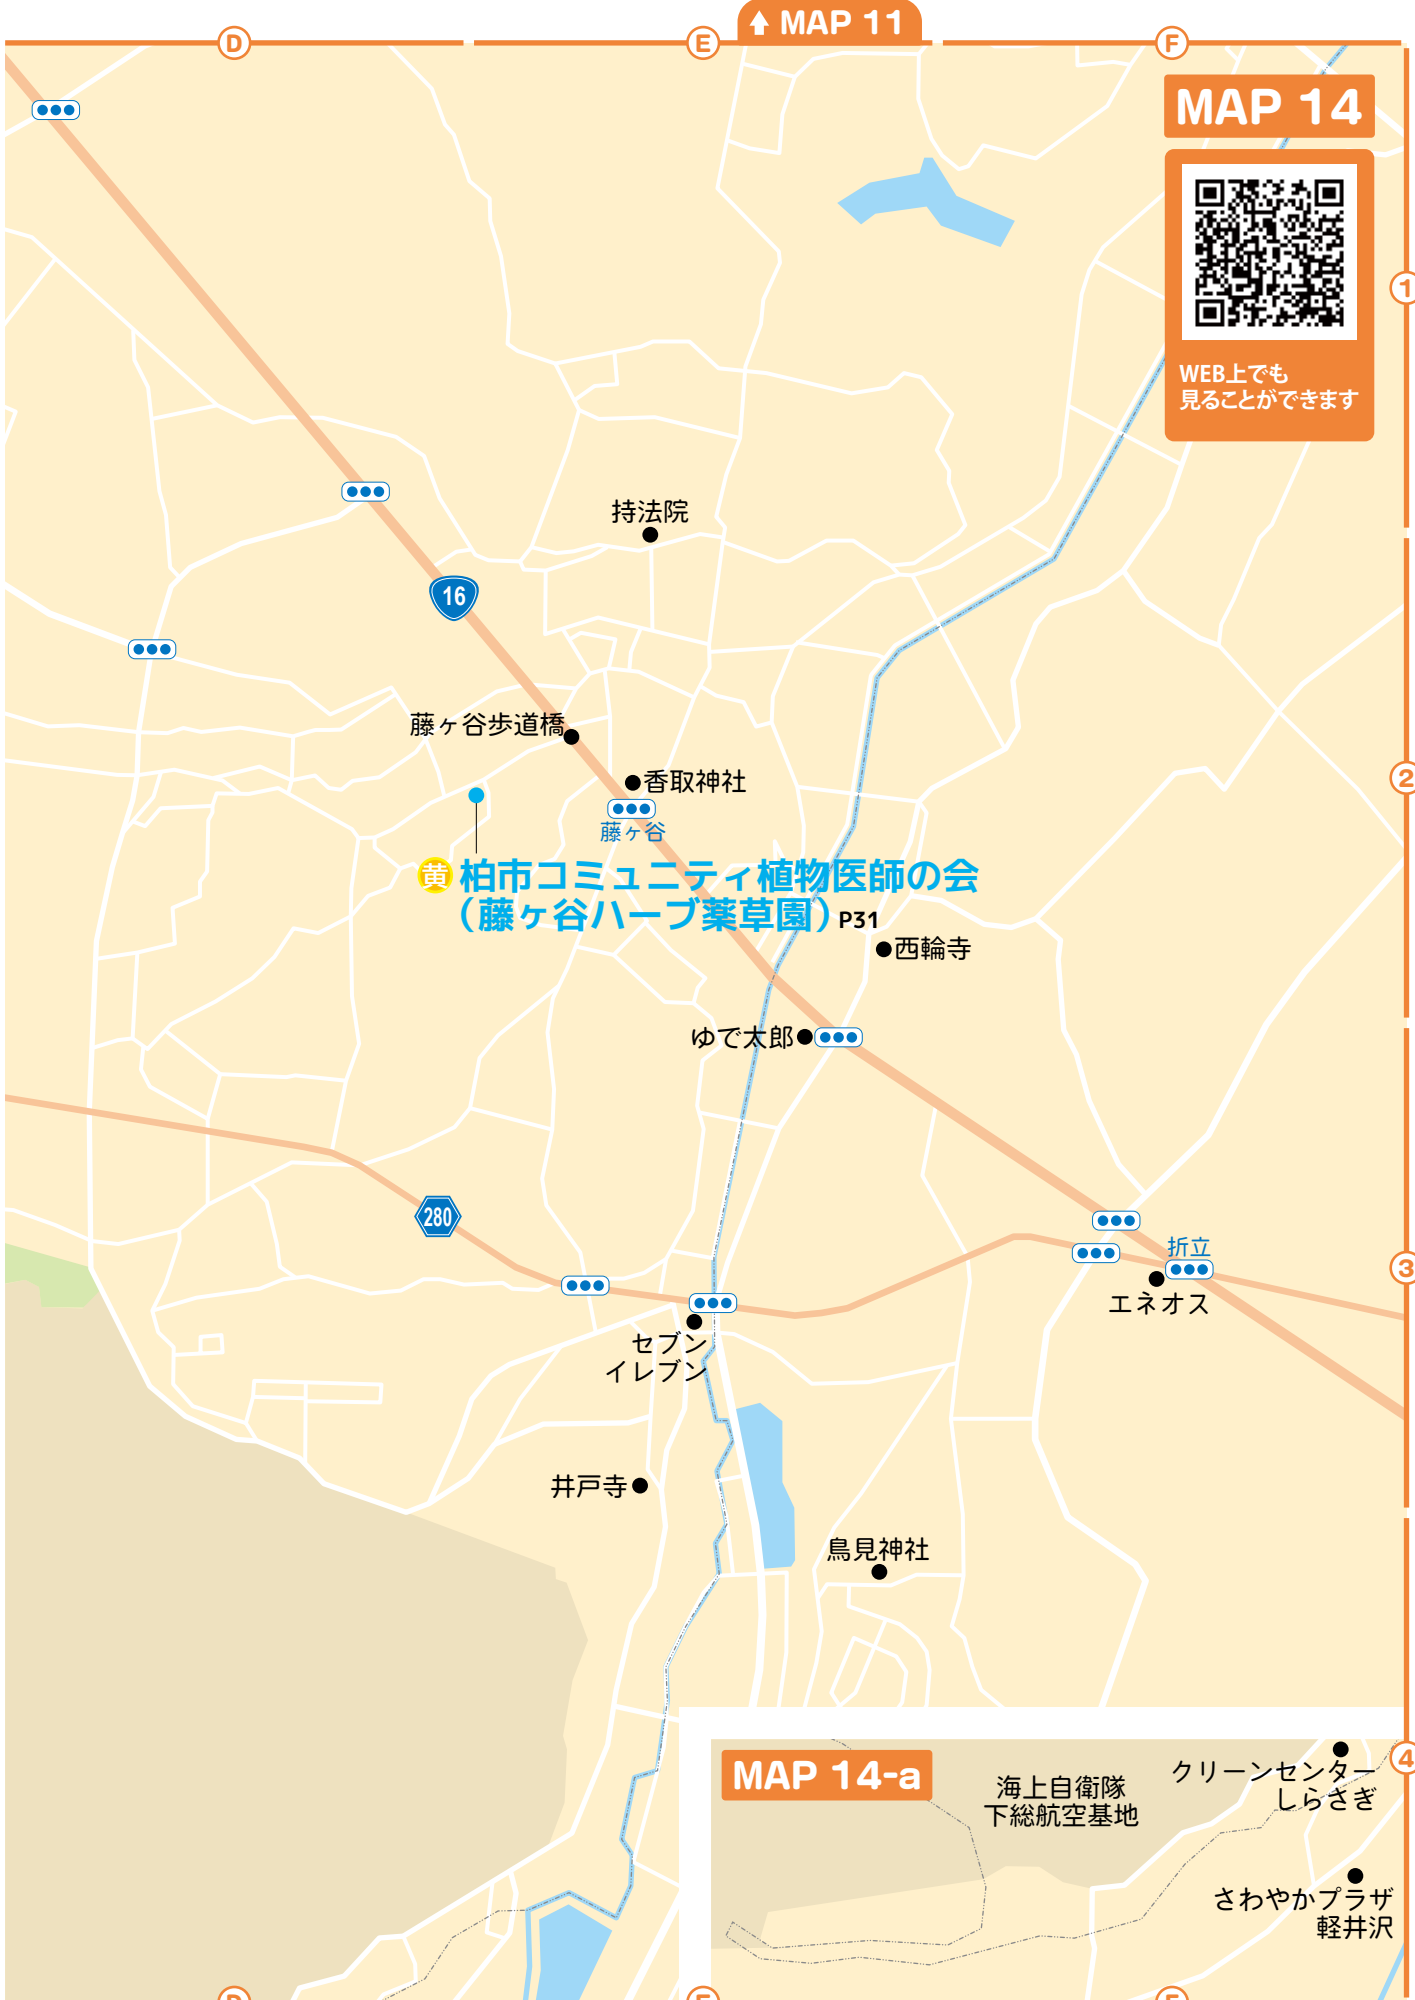 MAP 11
D
E
F
MAP 14
WEB上でも
見ることができます
1
持法院
16
藤ヶ谷歩道橋
香取神社
藤ヶ谷
2
黄 柏市コミュニティ植物医師の会
（藤ヶ谷ハーブ薬草園）P31
西輪寺
ゆで太郎
280
折立
3
エネオス
セブン
イレブン
井戸寺
鳥見神社
MAP 14-a
海上自衛隊
下総航空基地
クリーンセンター
しらさぎ
4
さわやかプラザ
軽井沢
D
E
F